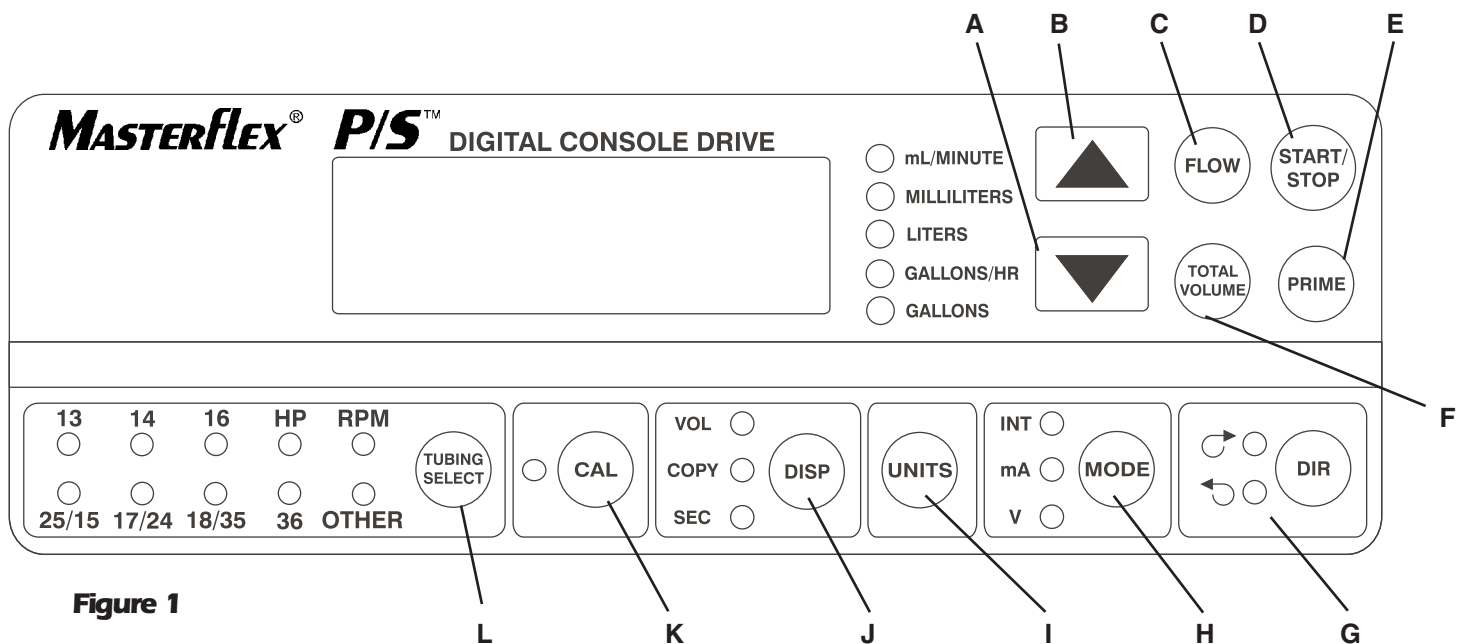 A B C D E
MASTERFLEX® P/S™ DIGITAL CONSOLE DRIVE
mL/MINUTE
MILLILITERS
LITERS
GALLONS/HR
GALLONS
FLOW
START/
STOP
TOTAL
VOLUME
PRIME
F
13 14 16 HP RPM
25/15 17/24 18/35 36 OTHER
TUBING
SELECT
CAL
VOL
COPY
SEC
DISP
UNITS
INT
mA
V
MODE
DIR
Figure 1
L K J I H G